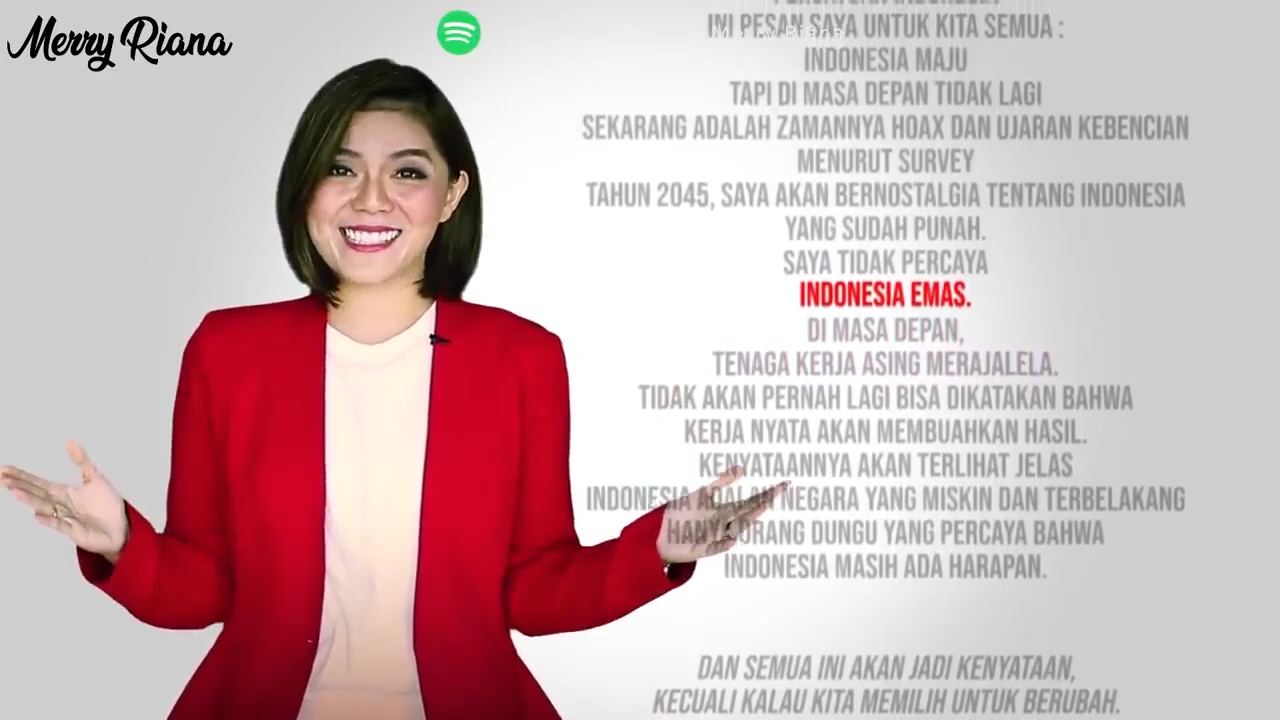 Merry Riana
INI PESAN SAYA UNTUK KITA SEMUA :
INDONESIA MAJU
TAPI DI MASA DEPAN TIDAK LAGI
SEKARANG ADALAH ZAMANNYA HOAX DAN UJARAN KEBENCIAN
MENURUT SURVEY
TAHUN 2045, SAYA AKAN BERNOSTALGIA TENTANG INDONESIA
YANG SUDAH PUNAH.
SAYA TIDAK PERCAYA
INDONESIA EMAS.
DI MASA DEPAN,
TENAGA KERJA ASING MERAJALELA.
TIDAK AKAN PERNAH LAGI BISA DIKATAKAN BAHWA
KERJA NYATA AKAN MEMBUAHKAN HASIL.
KENYATAANNYA AKAN TERLIHAT JELAS
INDONESIA ADALAH NEGARA YANG MISKIN DAN TERBELAKANG
HANYA ORANG DUNGU YANG PERCAYA BAHWA
INDONESIA MASIH ADA HARAPAN.
DAN SEMUA INI AKAN JADI KENYATAAN,
KECUALI KALAU KITA MEMILIH UNTUK BERUBAH.